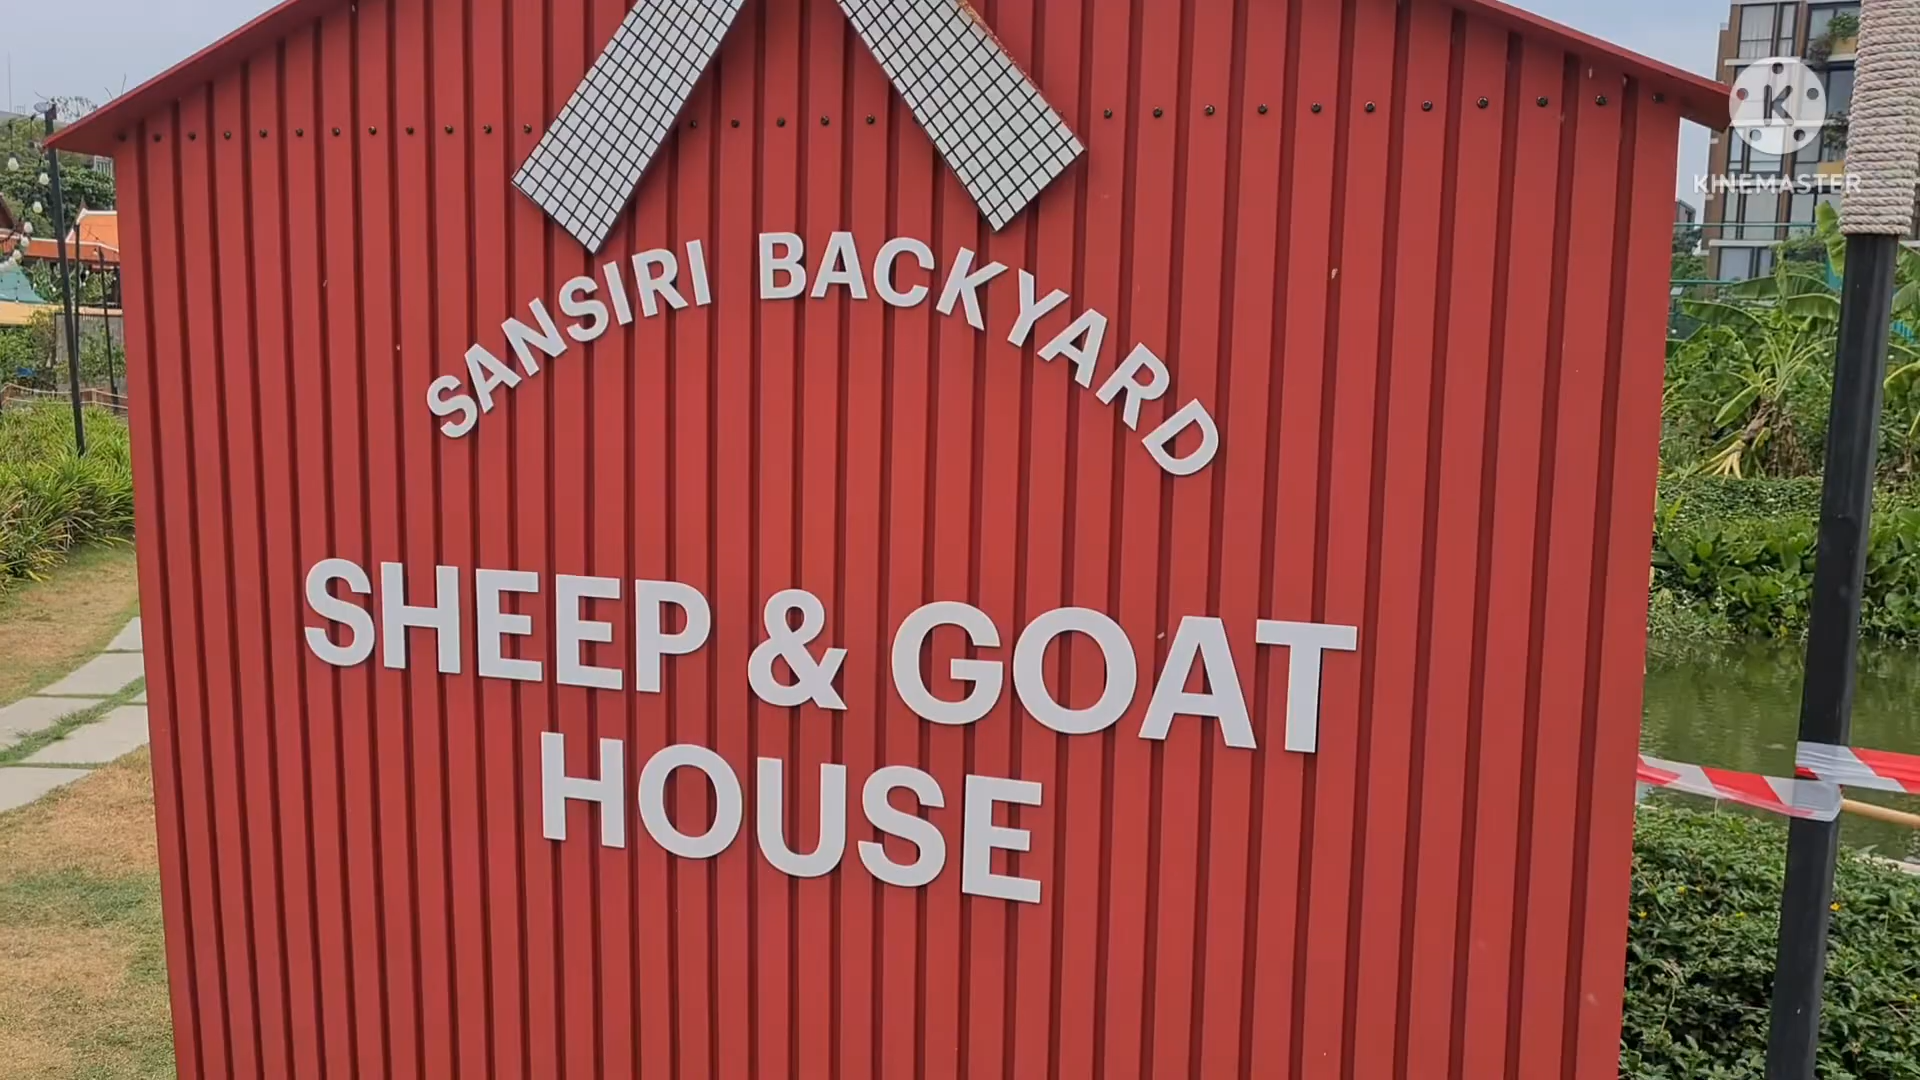 SANSIRI BACKYARD
SHEEP & GOAT
HOUSE
K
KINEMASTER